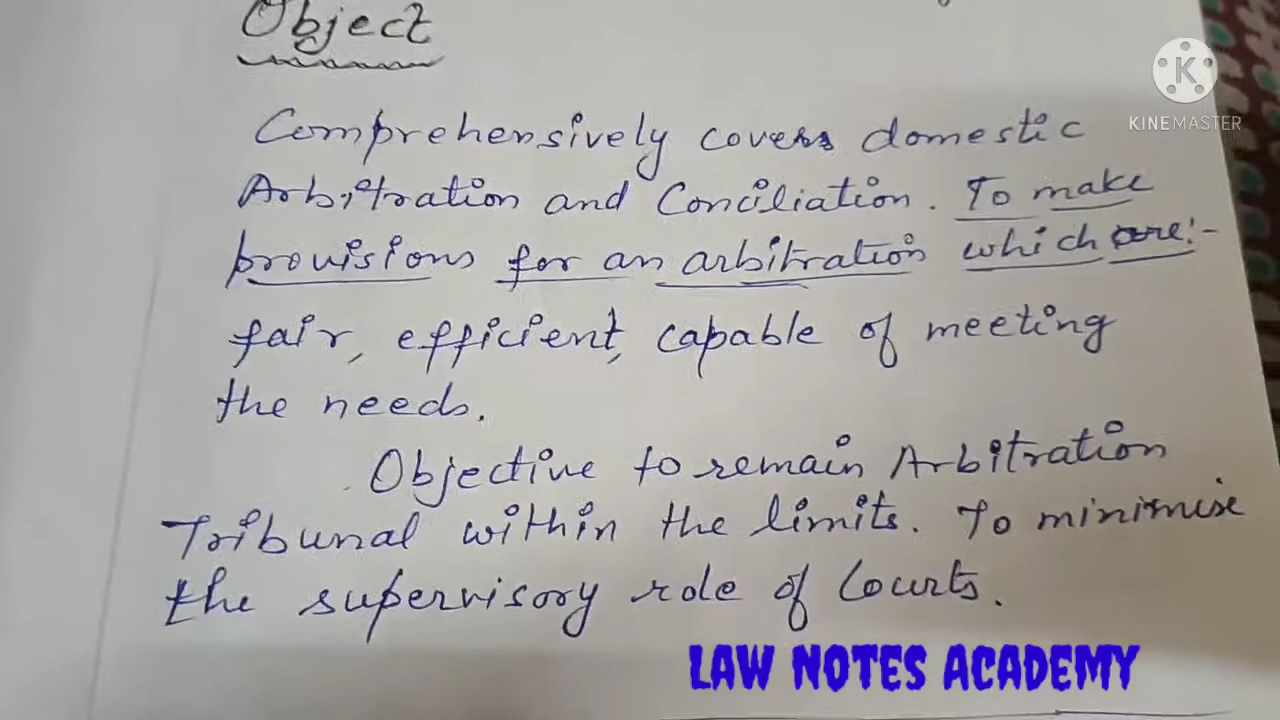 Object
K
KINEMASTER
Comprehensively covers domestic
Arbitration and Conciliation. To make
provisions for an arbitration which are:-
fair, efficient, capable of meeting
the needs.
Objective to remain Arbitration
Tribunal within the limits. To minimise
the supervisory role of Courts.
LAW NOTES ACADEMY